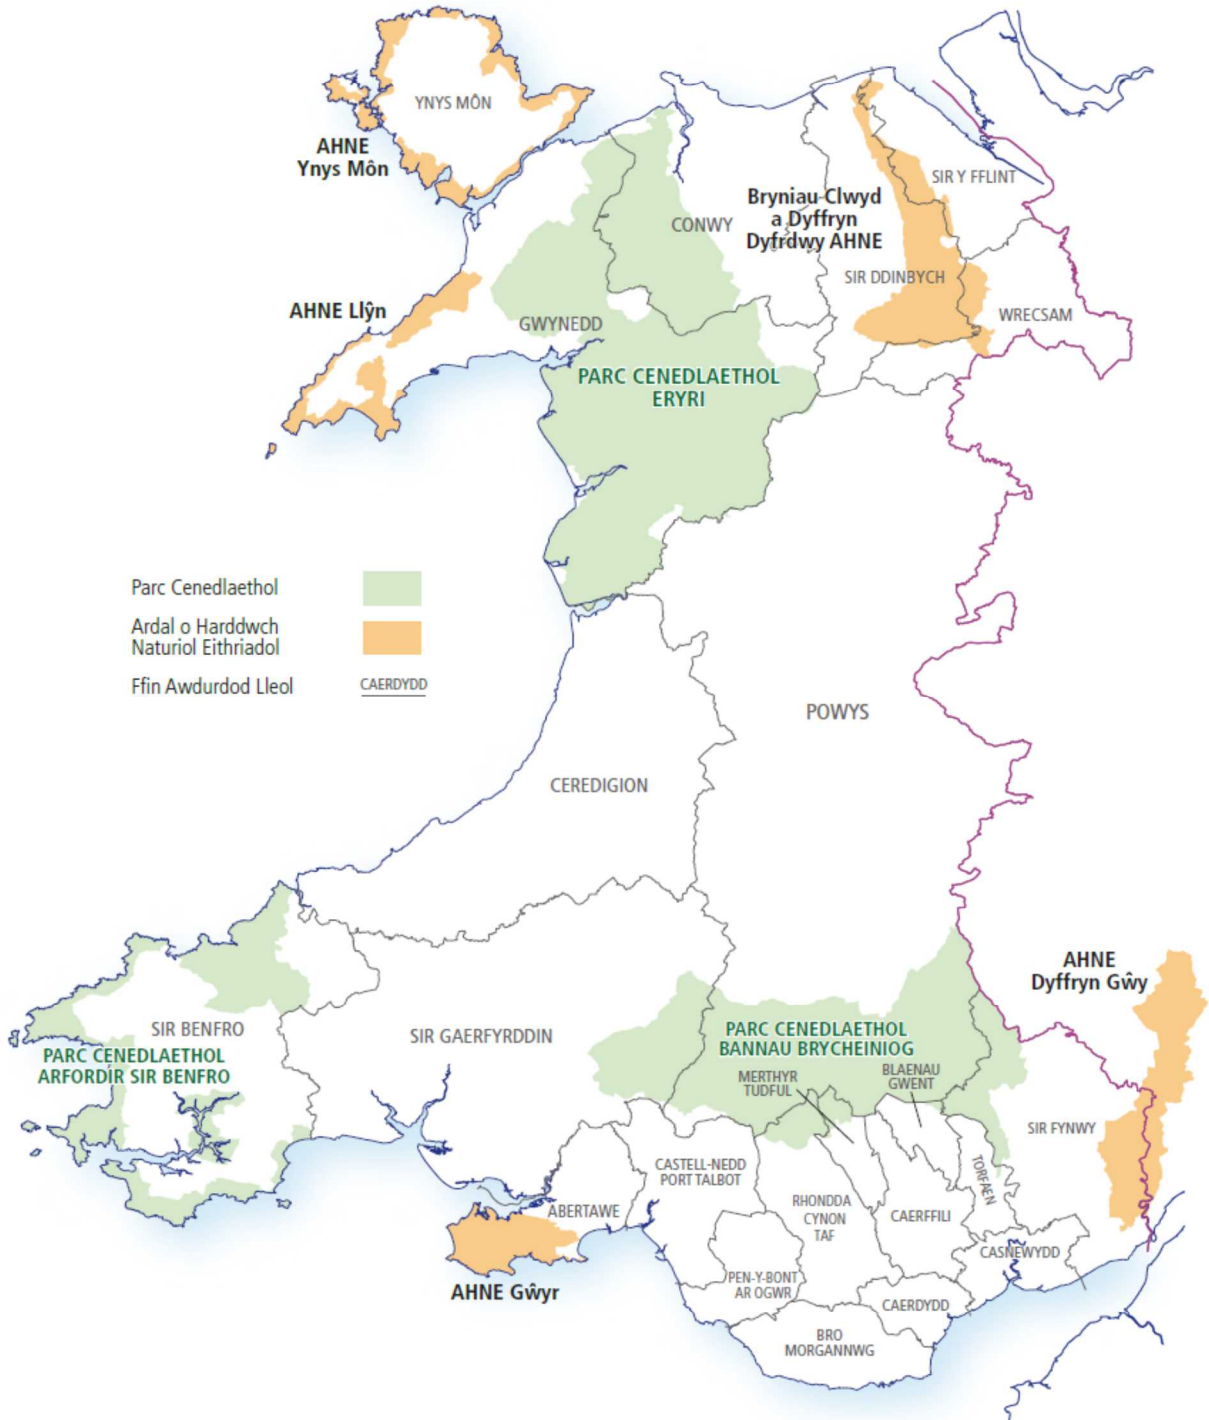 YNYS MÔN
AHNE
Ynys Môn
SIR Y FFLINT
Bryniau Clwyd
a Dyffryn
Dyfrdwy AHNE
CONWY
SIR DDINBYCH
AHNE Llŷn
GWYNEDD
WRECSAM
PARC CENEDLAETHOL
ERYRI
Parc Cenedlaethol
Ardal o Harddwch
Naturiol Eithriadol
Ffin Awdurdod Lleol
CAERDYDD
POWYS
CEREDIGION
AHNE
Dyffryn Gŵy
SIR BENFRO
PARC CENEDLAETHOL
ARFORDIR SIR BENFRO
SIR GAERFYRDDIN
PARC CENEDLAETHOL
BANNAU BRYCHEINIOG
MERTHYR
TUDFUL
BLAENAU
GWENT
SIR FYNWY
CASTELL-NEDD
PORT TALBOT
TORFAEN
ABERTAWE
RHONDDA
CYNON
TAF
CAERFFILI
CASNEWYDD
AHNE Gŵyr
PEN-Y-BONT
AR OGWR
CAERDYDD
BRO
MORGANNWG